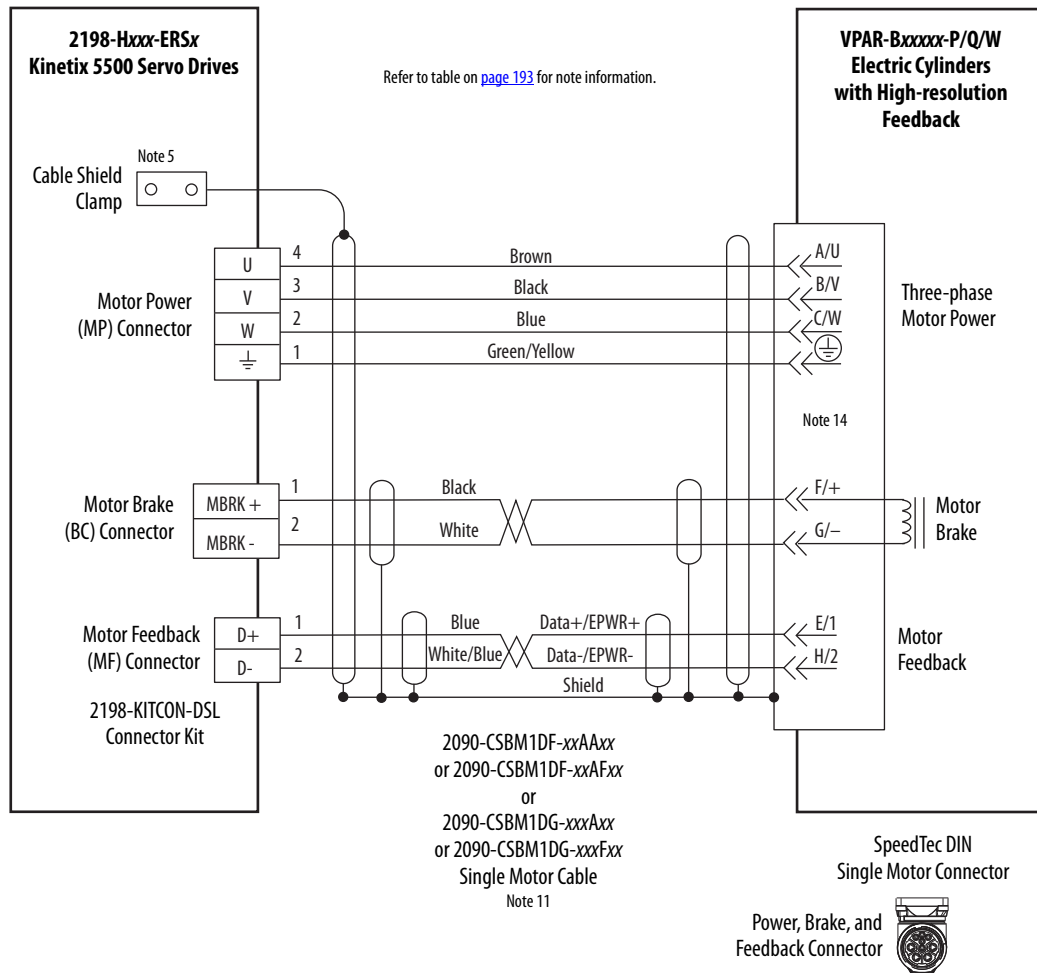 2198-Hxxx-ERSx
Kinetix 5500 Servo Drives
Refer to table on page 193 for note information.
VPAR-Bxxxxx-P/Q/W
Electric Cylinders
with High-resolution
Feedback
Note 5
Cable Shield
Clamp
Motor Power
(MP) Connector
U
V
W
4
3
2
1
Brown
Black
Blue
Green/Yellow
A/U
B/V
C/W
Three-phase
Motor Power
Note 14
Motor Brake
(BC) Connector
MBRK +
MBRK -
1
2
Black
White
F/+
G/–
Motor
Brake
Motor Feedback
(MF) Connector
D+
D-
1
2
Blue
White/Blue
Data+/EPWR+
Data-/EPWR-
Shield
E/1
H/2
Motor
Feedback
2198-KITCON-DSL
Connector Kit
2090-CSBM1DF-xxAAxx
or 2090-CSBM1DF-xxAFxx
or
2090-CSBM1DG-xxxAxx
or 2090-CSBM1DG-xxxFxx
Single Motor Cable
Note 11
SpeedTec DIN
Single Motor Connector
Power, Brake, and
Feedback Connector